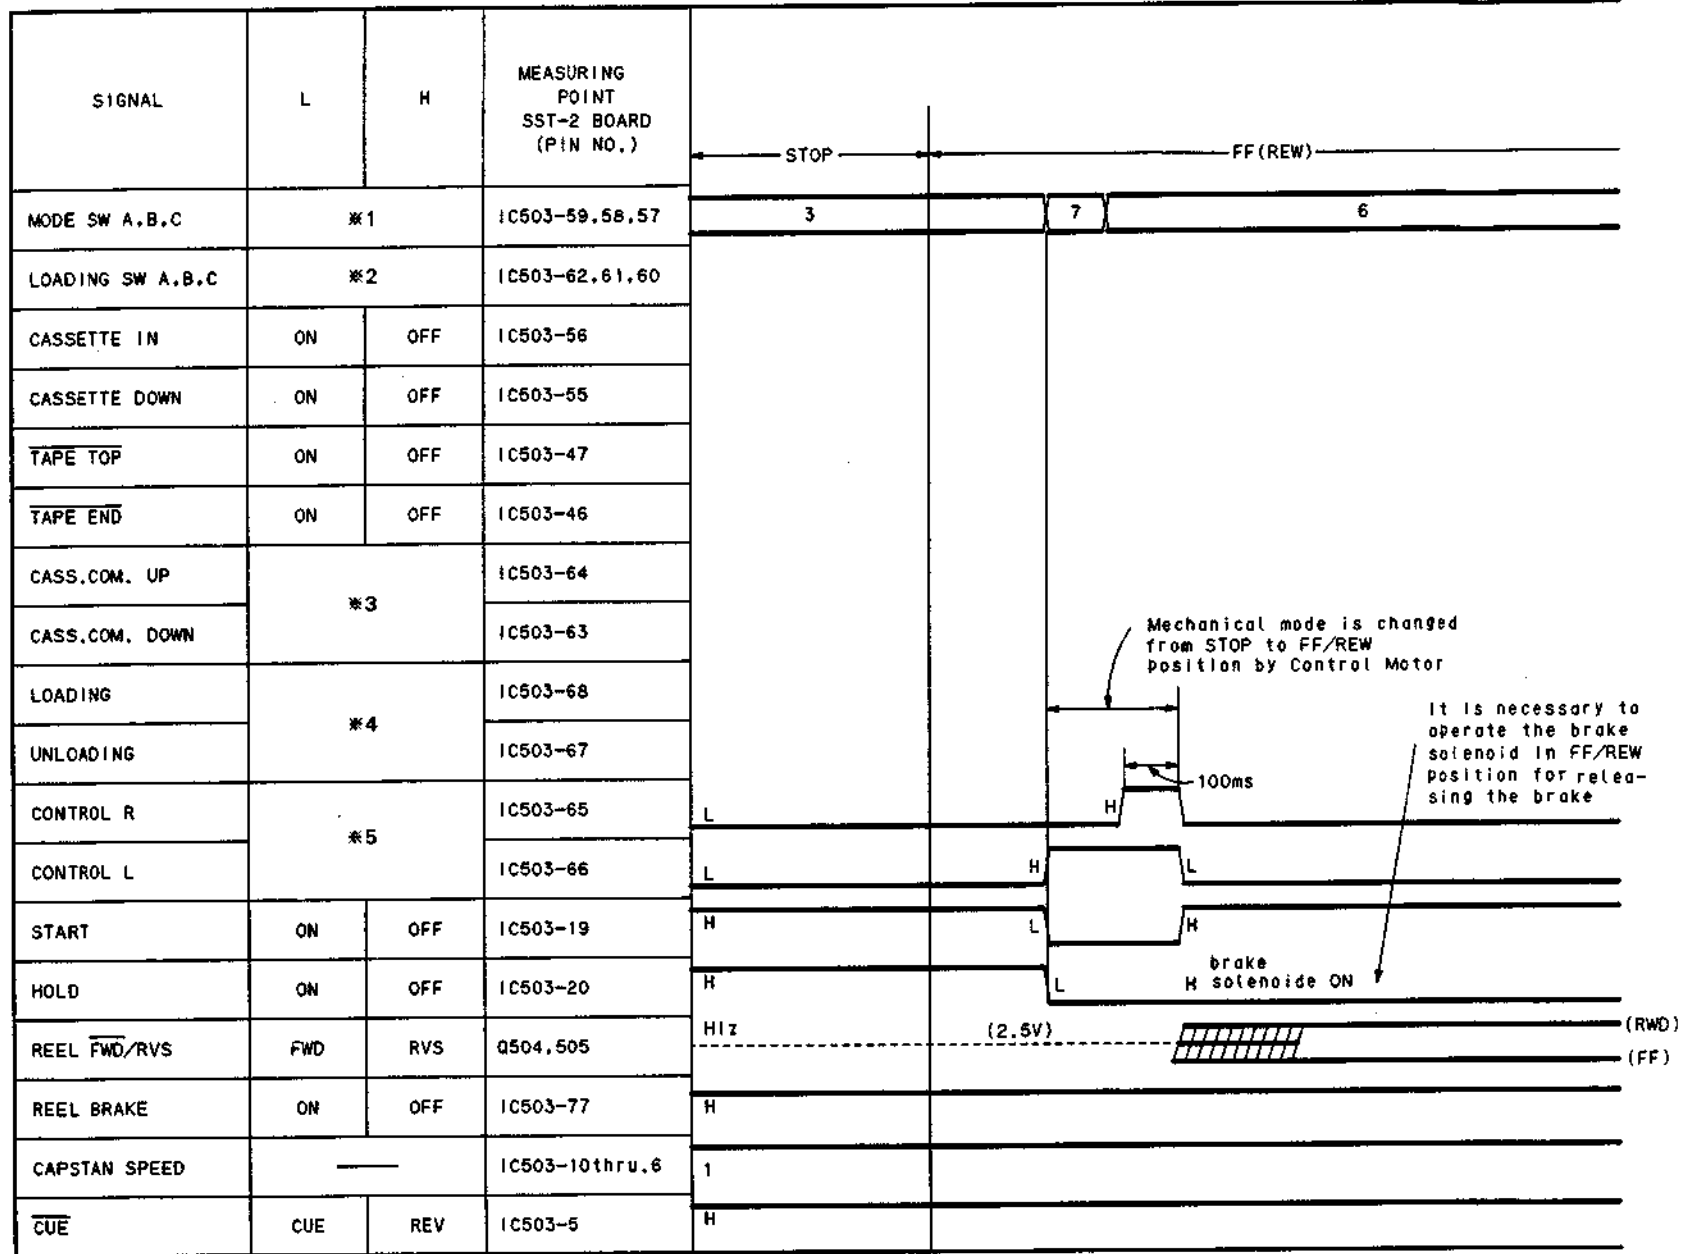 SIGNAL L H MEASURING POINT SST-2 BOARD (PIN NO.)
STOP FF(REW)
MODE SW A.B.C ※1 IC503-59.58.57 3 7 6
LOADING SW A.B.C ※2 IC503-62.61.60
CASSETTE IN ON OFF IC503-56
CASSETTE DOWN ON OFF IC503-55
TAPE TOP ON OFF IC503-47
TAPE END ON OFF IC503-46
CASS.COM. UP ※3 IC503-64
CASS.COM. DOWN IC503-63
Mechanical mode is changed
from STOP to FF/REW
position by Control Motor
LOADING ※4 IC503-68
UNLOADING IC503-67
It is necessary to
operate the brake
solenoid in FF/REW
position for relea-
sing the brake
100ms
CONTROL R ※5 IC503-65 L H
CONTROL L IC503-66 L H L
START ON OFF IC503-19 H L H
HOLD ON OFF IC503-20 H L H
brake
solenoide ON
REEL FWD/RVS FWD RVS Q504.505 HIz (2.5V) (RWD)
(FF)
REEL BRAKE ON OFF IC503-77 H
CAPSTAN SPEED — IC503-10thru.6 1
CUE CUE REV IC503-5 H